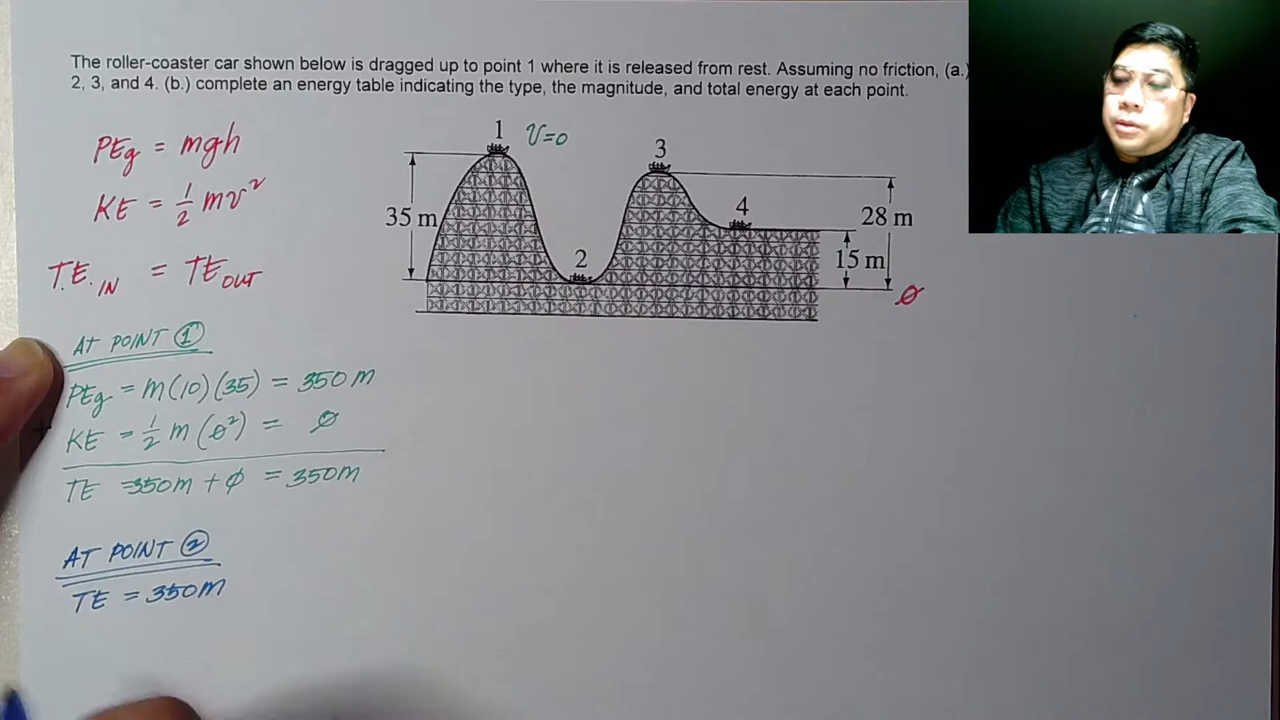 The roller-coaster car shown below is dragged up to point 1 where it is released from rest. Assuming no friction, (a.)
2, 3, and 4. (b.) complete an energy table indicating the type, the magnitude, and total energy at each point.
PEg = mgh
KE = 1/2 mv²
T.E. IN = TE OUT
1 V=0
3
35 m
4
28 m
2
15 m
Ø
AT POINT ①
PEg = m(10)(35) = 350m
KE = 1/2 m(0²) = Ø
TE = 350m + Ø = 350m
AT POINT ②
TE = 350m